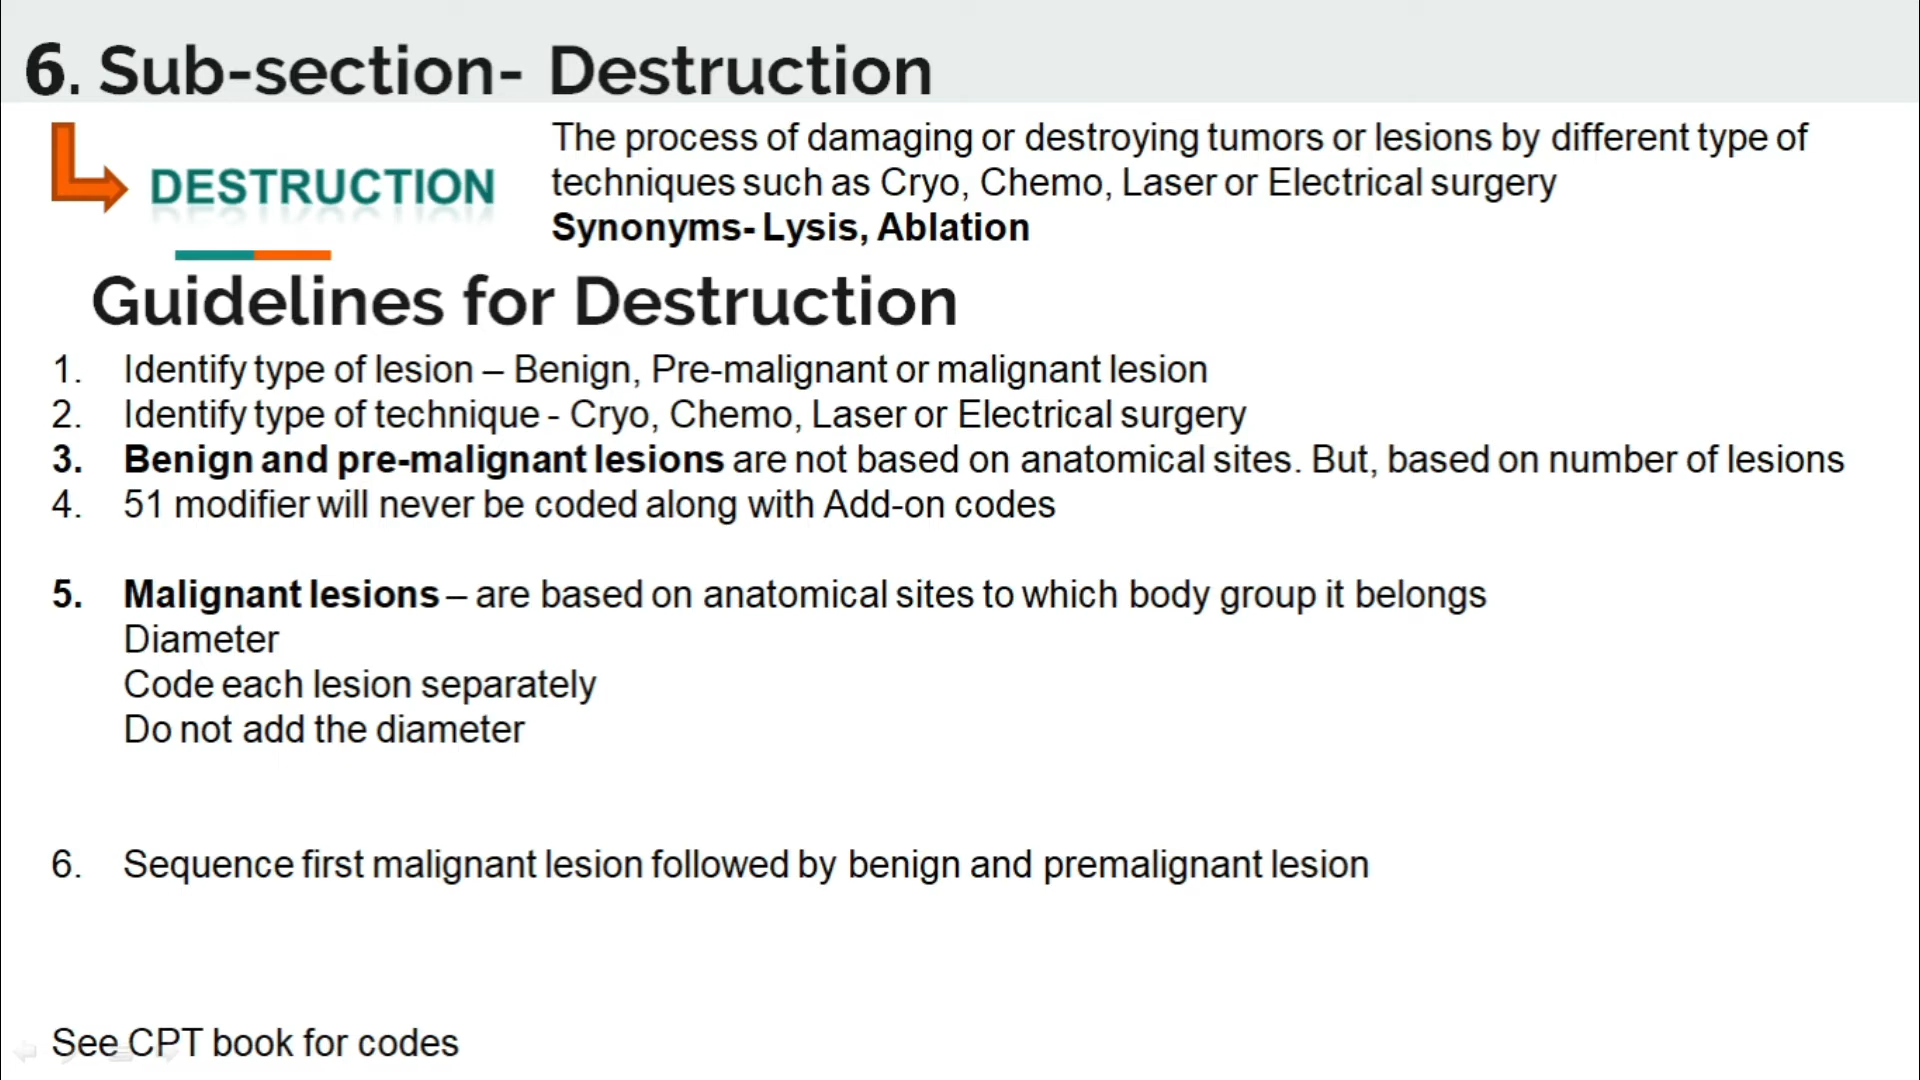 6. Sub-section- Destruction
DESTRUCTION
The process of damaging or destroying tumors or lesions by different type of
techniques such as Cryo, Chemo, Laser or Electrical surgery
Synonyms- Lysis, Ablation
Guidelines for Destruction
1. Identify type of lesion – Benign, Pre-malignant or malignant lesion
2. Identify type of technique - Cryo, Chemo, Laser or Electrical surgery
3. Benign and pre-malignant lesions are not based on anatomical sites. But, based on number of lesions
4. 51 modifier will never be coded along with Add-on codes
5. Malignant lesions – are based on anatomical sites to which body group it belongs
Diameter
Code each lesion separately
Do not add the diameter
6. Sequence first malignant lesion followed by benign and premalignant lesion
See CPT book for codes